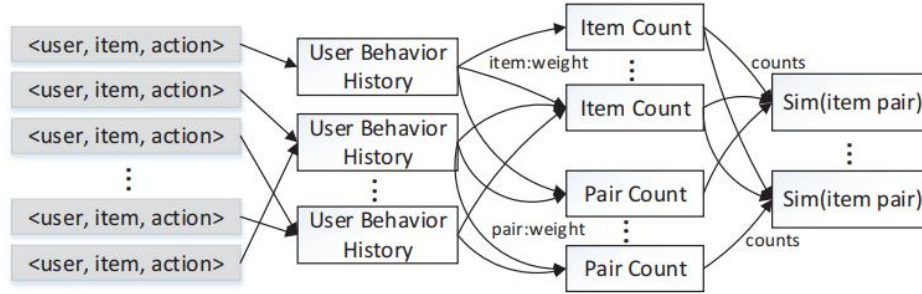 <user, item, action>
<user, item, action>
<user, item, action>
<user, item, action>
<user, item, action>
User Behavior
History
User Behavior
History
User Behavior
History
item:weight
pair:weight
Item Count
Item Count
Pair Count
Pair Count
counts
counts
Sim(item pair)
Sim(item pair)